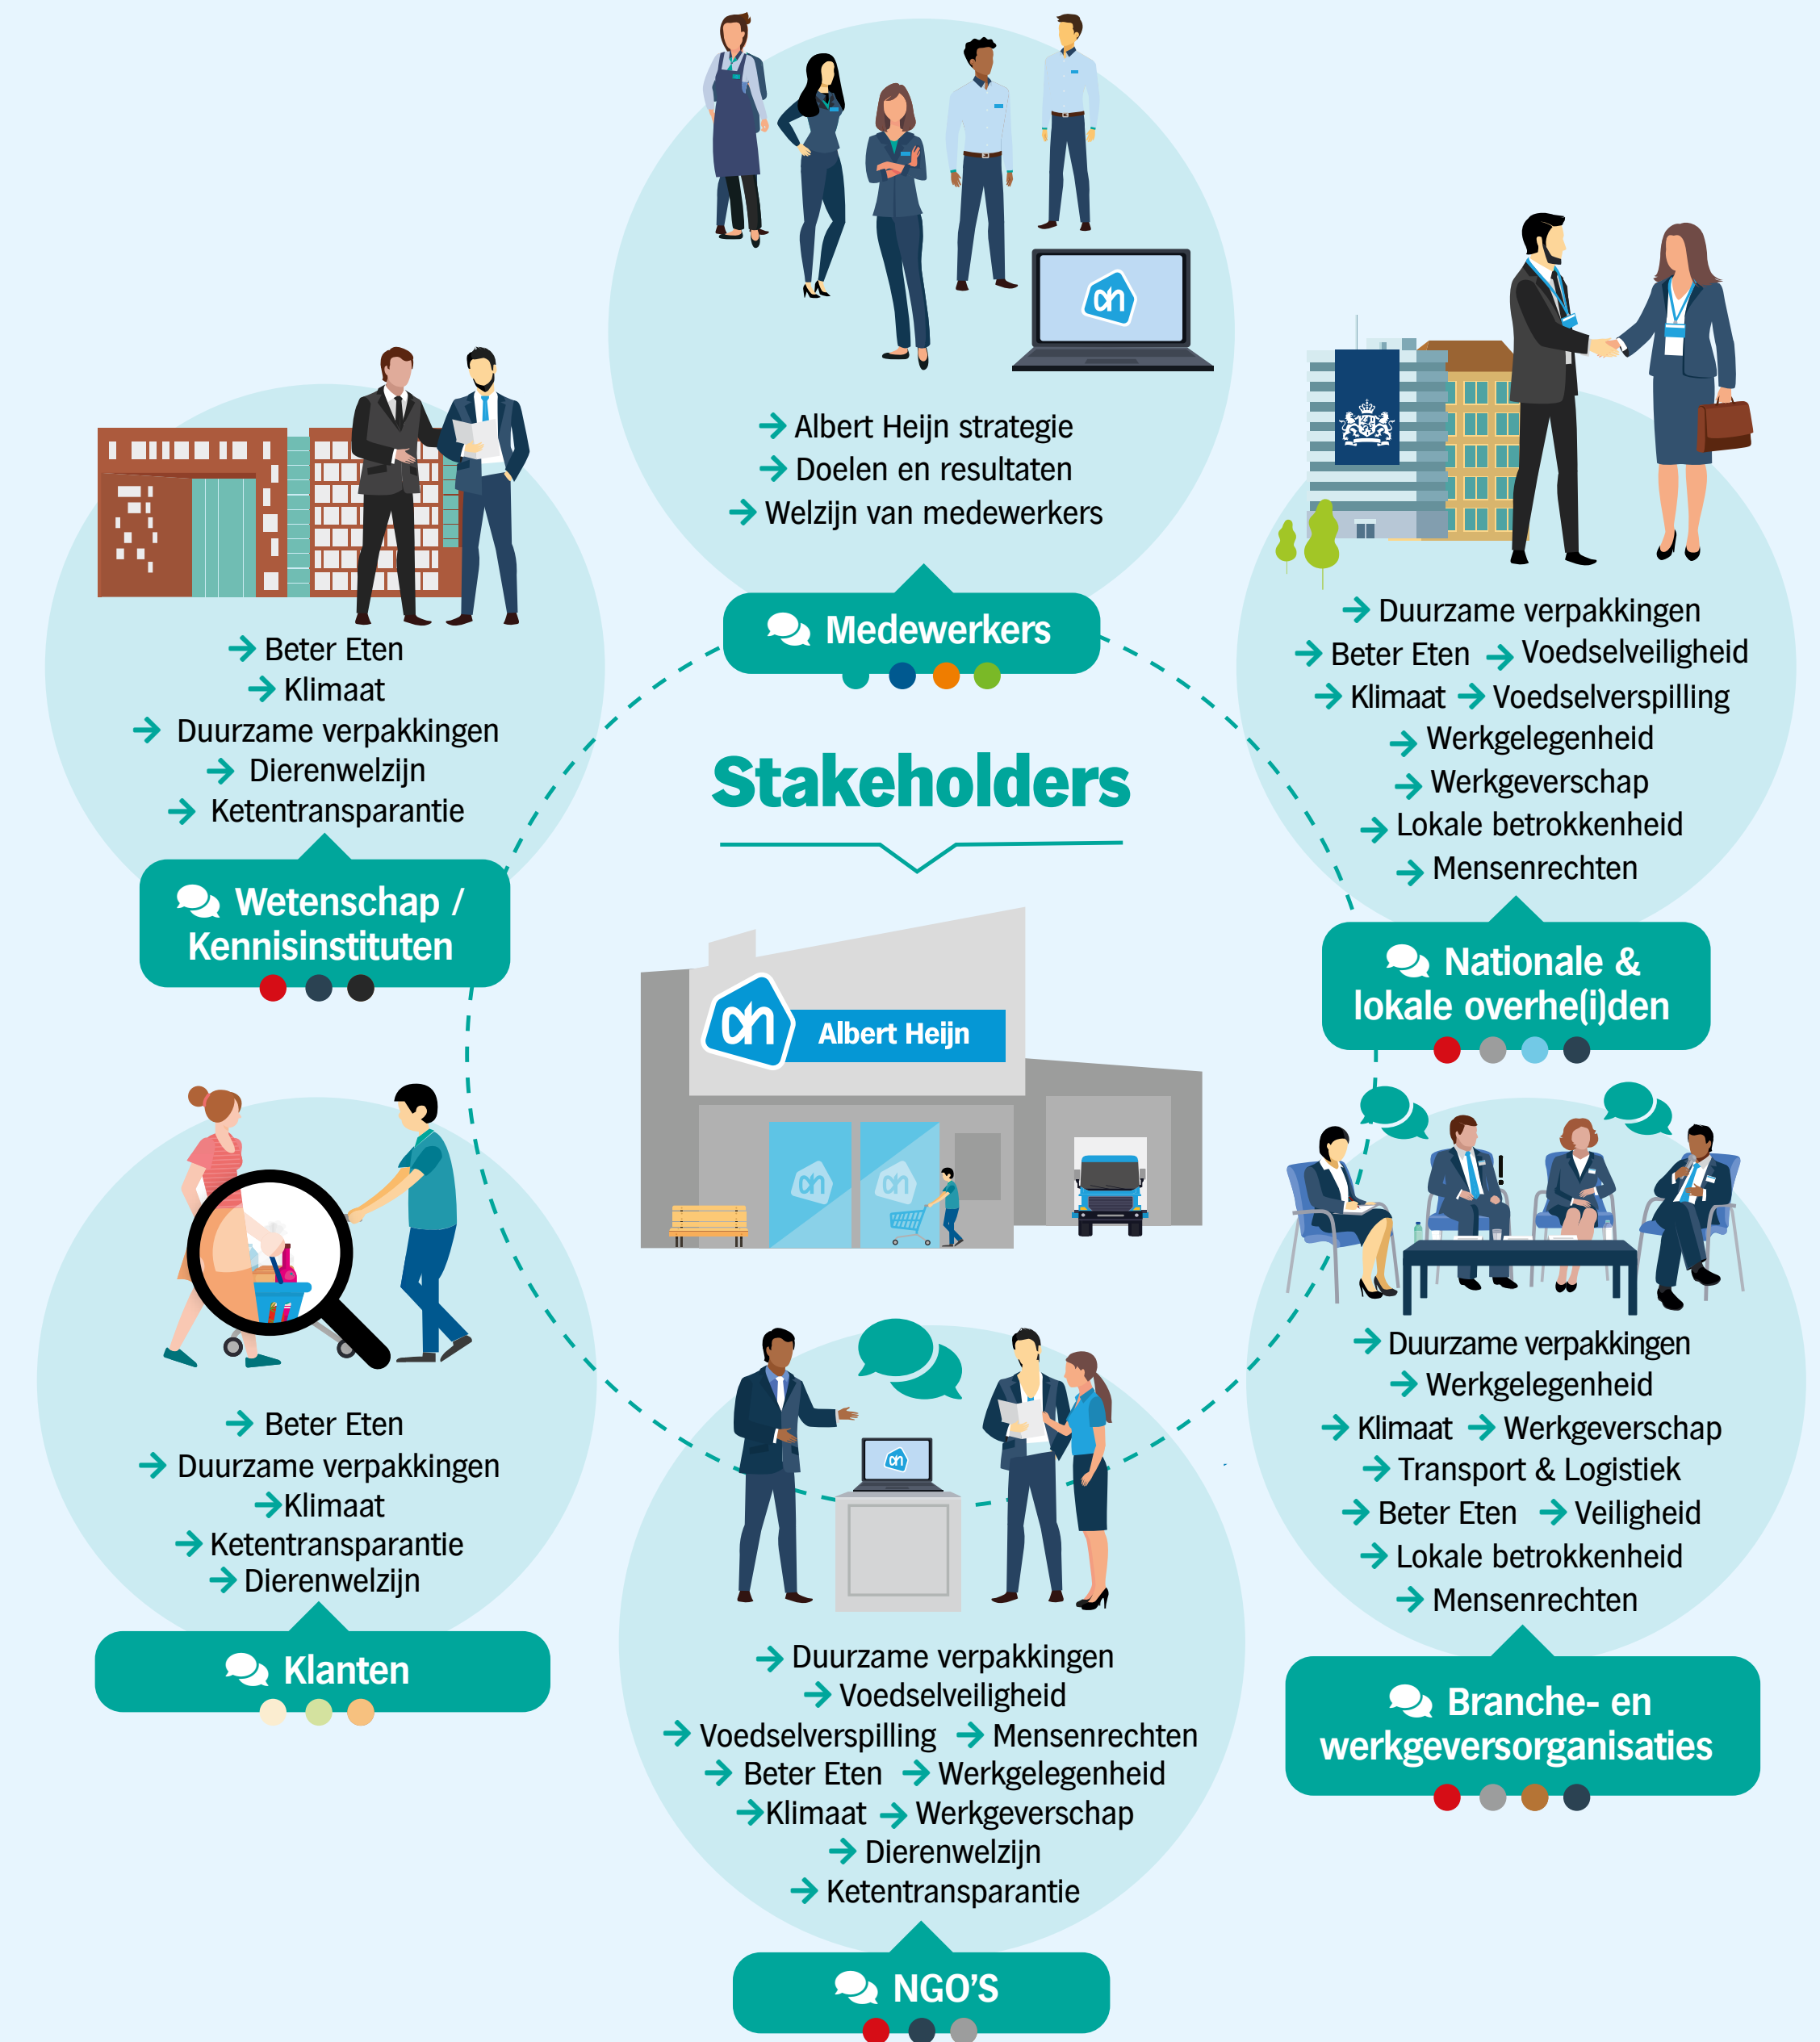 → Albert Heijn strategie
→ Doelen en resultaten
→ Welzijn van medewerkers
Medewerkers
→ Beter Eten
→ Klimaat
→ Duurzame verpakkingen
→ Dierenwelzijn
→ Ketentransparantie
Wetenschap /
Kennisinstituten
→ Duurzame verpakkingen
→ Beter Eten → Voedselveiligheid
→ Klimaat → Voedselverspilling
→ Werkgelegenheid
→ Werkgeverschap
→ Lokale betrokkenheid
→ Mensenrechten
Nationale &
lokale overhe(i)den
Stakeholders
ah
Albert Heijn
→ Beter Eten
→ Duurzame verpakkingen
→ Klimaat
→ Ketentransparantie
→ Dierenwelzijn
Klanten
→ Duurzame verpakkingen
→ Voedselveiligheid
→ Voedselverspilling → Mensenrechten
→ Beter Eten → Werkgelegenheid
→ Klimaat → Werkgeverschap
→ Dierenwelzijn
→ Ketentransparantie
NGO'S
!
→ Duurzame verpakkingen
→ Werkgelegenheid
→ Klimaat → Werkgeverschap
→ Transport & Logistiek
→ Beter Eten → Veiligheid
→ Lokale betrokkenheid
→ Mensenrechten
Branche- en
werkgeversorganisaties